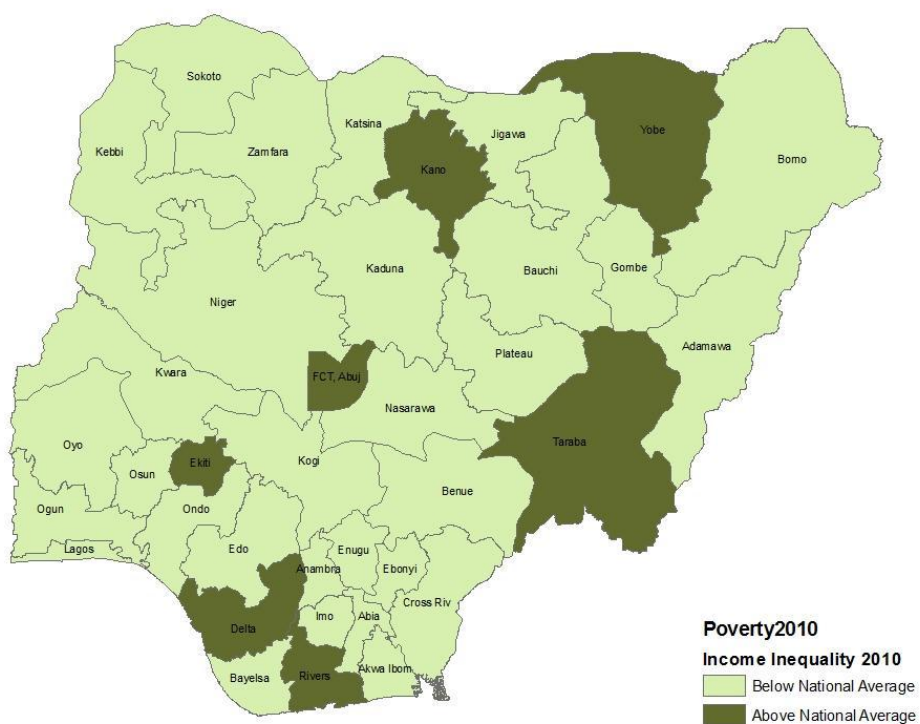 Sokoto
Katsina
Jigawa
Yobe
Borno
Kebbi
Zamfara
Kano
Kaduna
Bauchi
Gombe
Niger
Adamawa
Plateau
Kwara
FCT, Abuj
Nasarawa
Taraba
Oyo
Ekiti
Kogi
Osun
Benue
Ogun
Ondo
Lagos
Edo
Enugu
Anambra
Ebonyi
Cross Riv
Delta
Imo
Abia
Bayelsa
Rivers
Akwa Ibom
Poverty2010
Income Inequality 2010
Below National Average
Above National Average